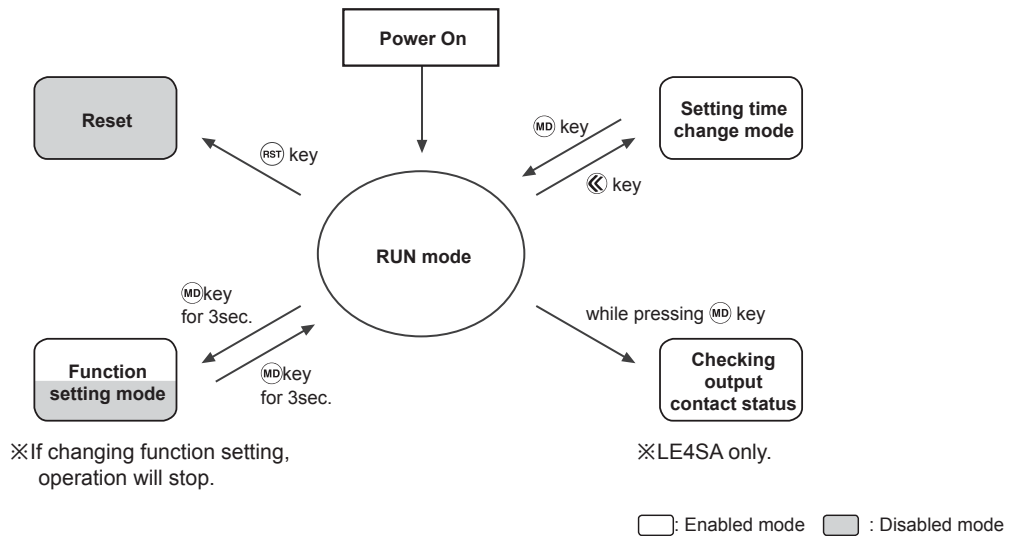 Power On
Reset
Setting time
change mode
MD key
RST key
≪ key
RUN mode
MD key
for 3sec.
while pressing MD key
Function
setting mode
MD key
for 3sec.
Checking
output
contact status
※If changing function setting,
operation will stop.
※LE4SA only.
: Enabled mode : Disabled mode